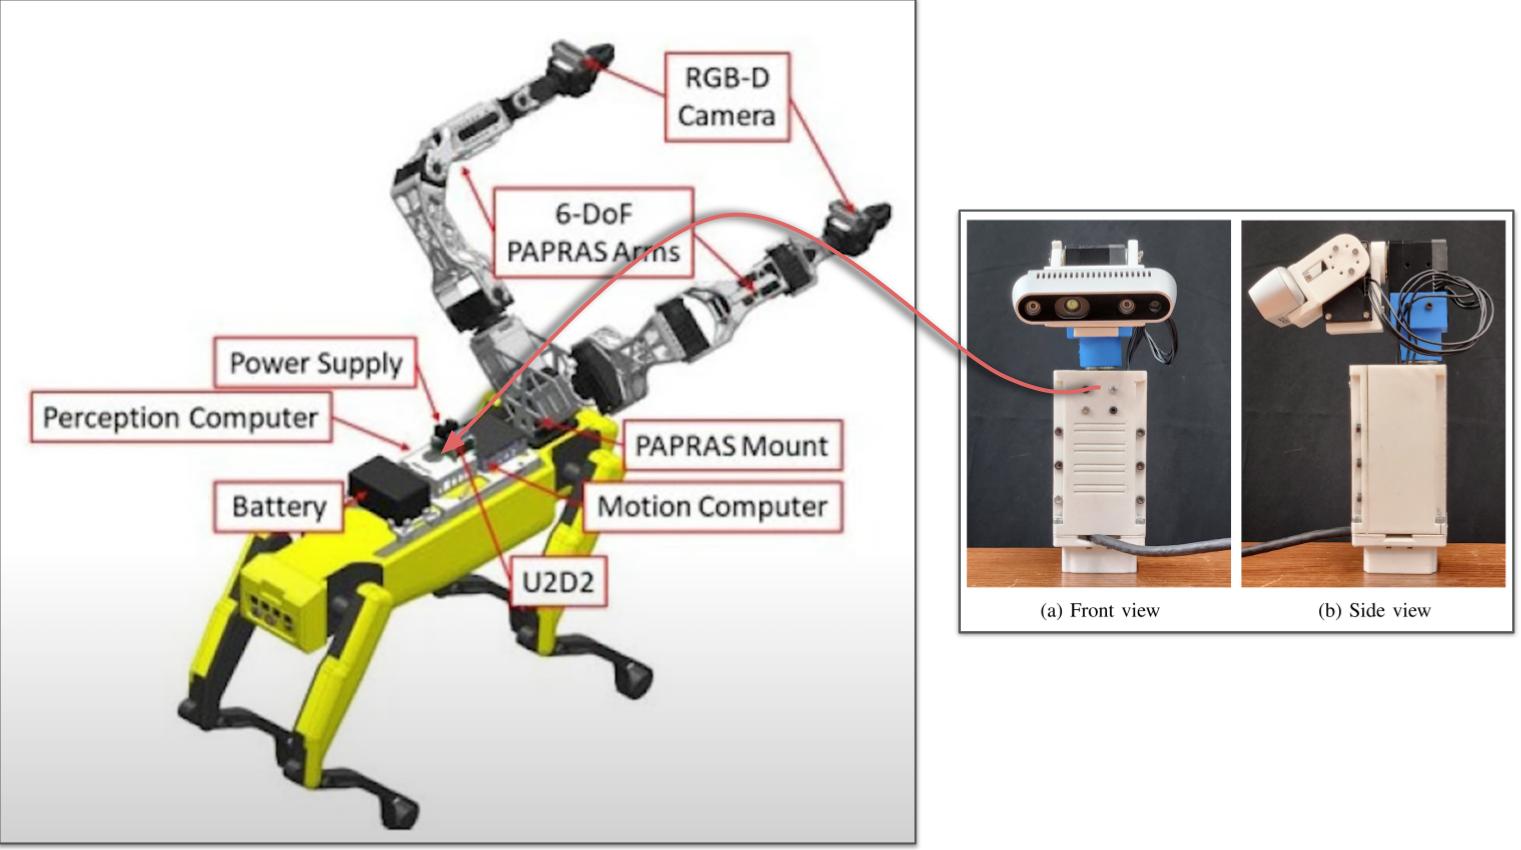 RGB-D
Camera
6-DoF
PAPRAS Arms
Power Supply
Perception Computer
PAPRAS Mount
Battery
Motion Computer
U2D2
(a) Front view
(b) Side view